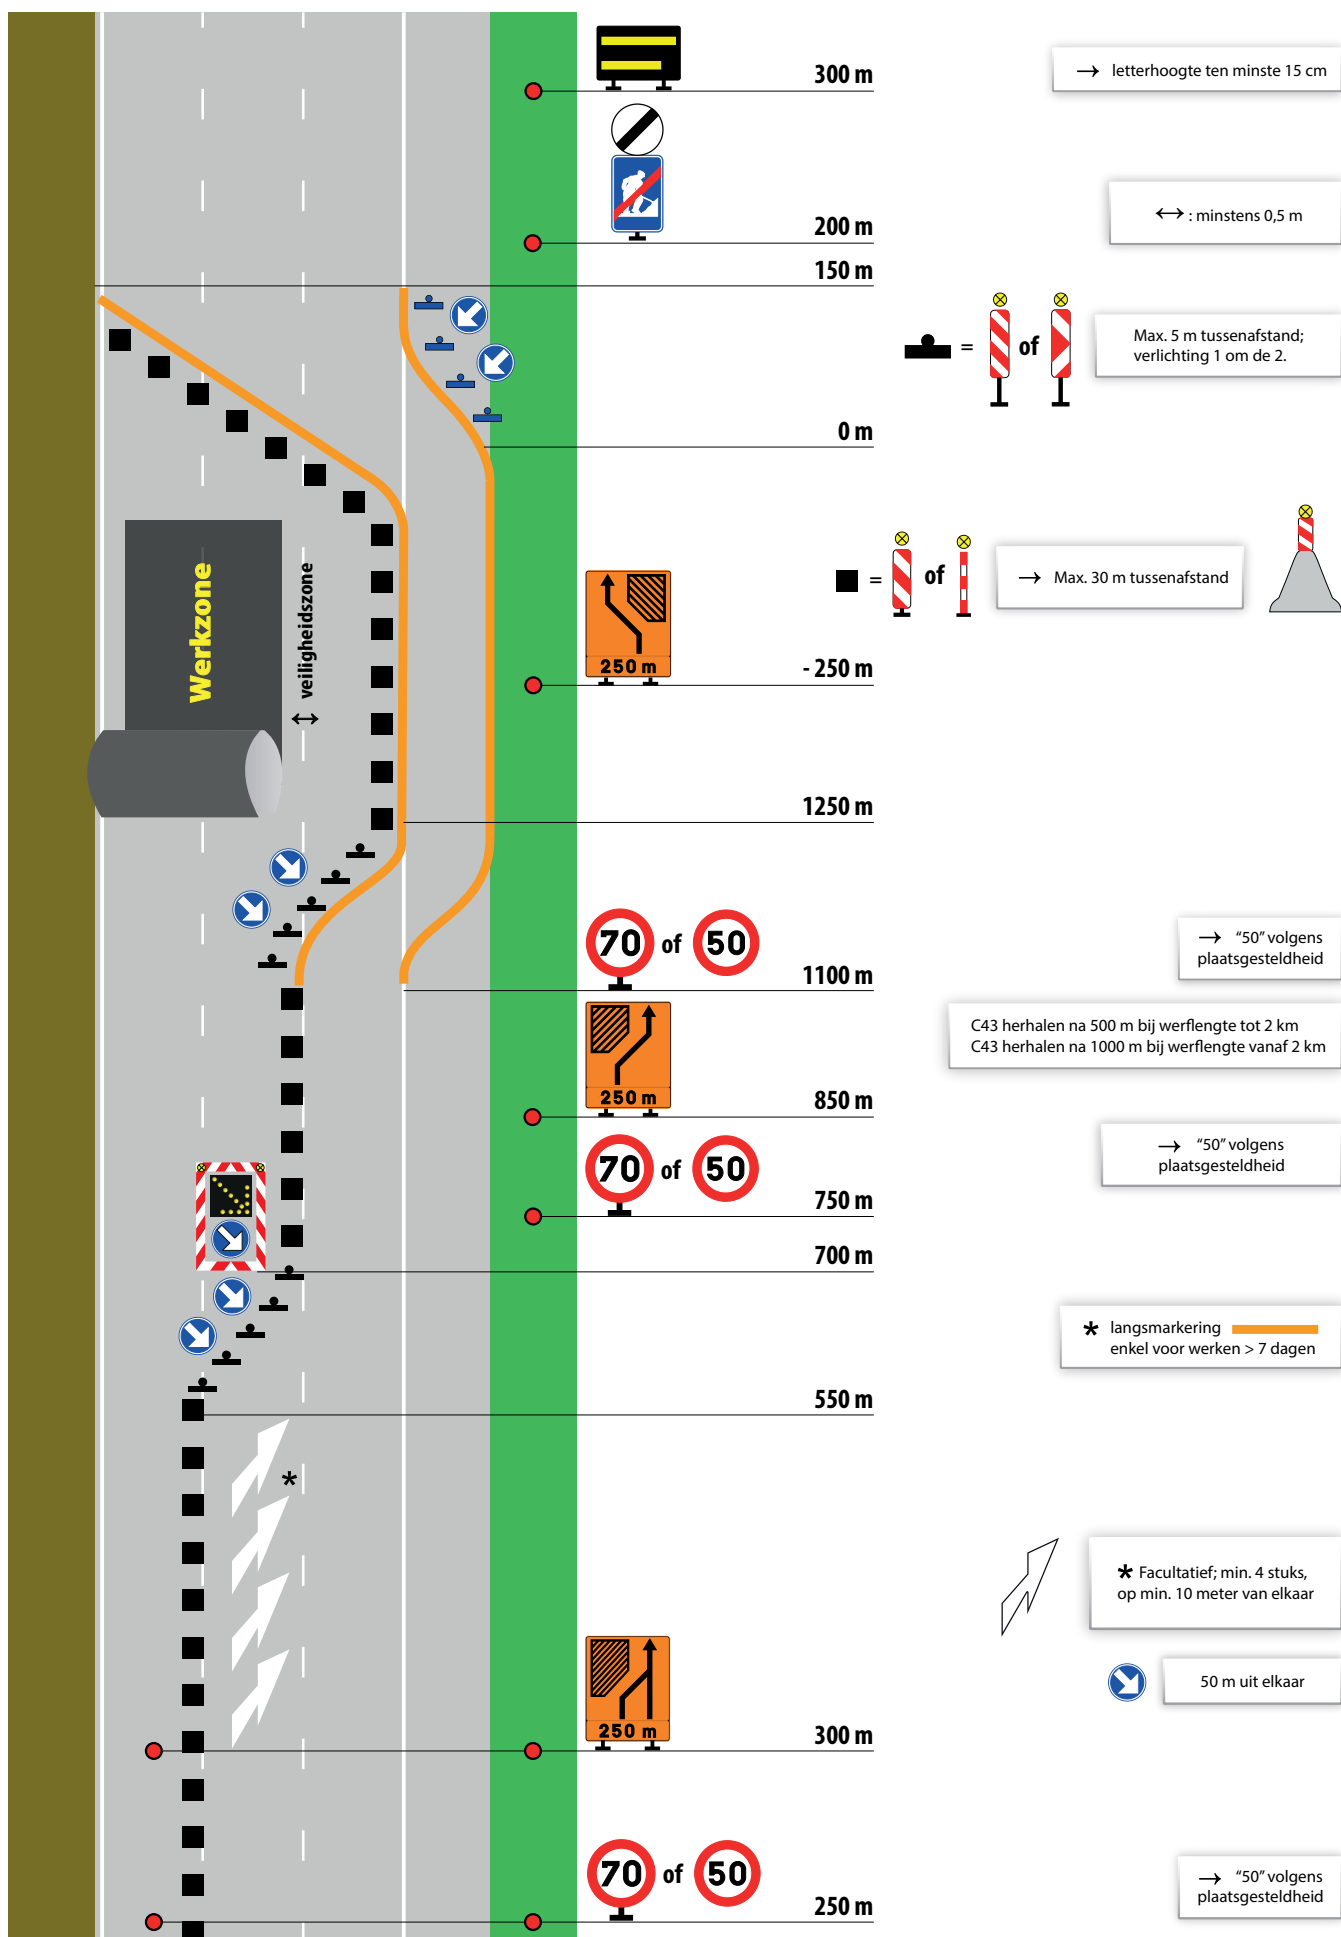 300 m
→ letterhoogte ten minste 15 cm
200 m
↔ : minstens 0,5 m
150 m
= of
Max. 5 m tussenafstand;
verlichting 1 om de 2.
0 m
Werkzone
veiligheidszone
↔
= of
→ Max. 30 m tussenafstand
250 m
- 250 m
1250 m
70 of 50
1100 m
→ “50” volgens
plaatsgesteldheid
C43 herhalen na 500 m bij werflengte tot 2 km
C43 herhalen na 1000 m bij werflengte vanaf 2 km
250 m
850 m
70 of 50
750 m
→ “50” volgens
plaatsgesteldheid
700 m
* langsmarkering
enkel voor werken > 7 dagen
550 m
*
* Facultatief; min. 4 stuks,
op min. 10 meter van elkaar
50 m uit elkaar
250 m
300 m
70 of 50
250 m
→ “50” volgens
plaatsgesteldheid